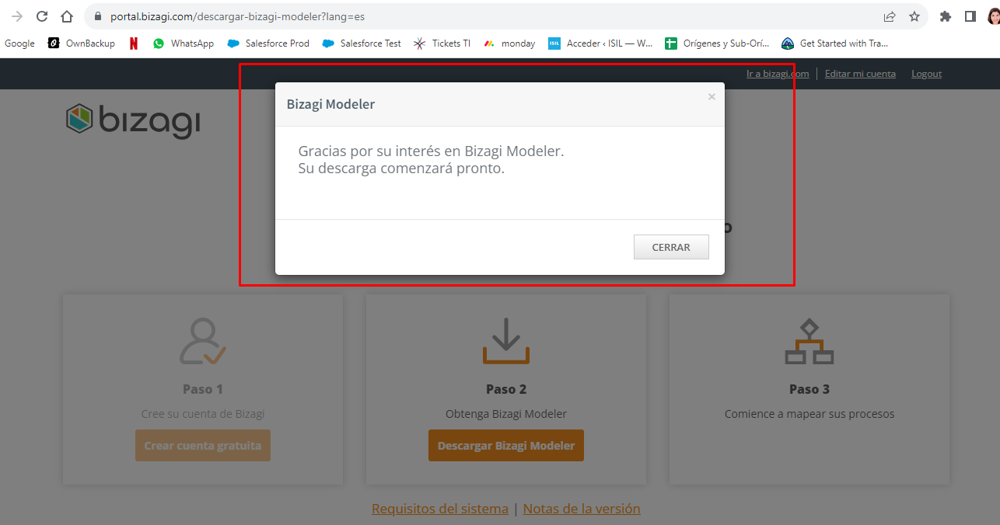 portal.bizagi.com/descargar-bizagi-modeler?lang=es
Google OwnBackup WhatsApp Salesforce Prod Salesforce Test Tickets TI monday ISIL Acceder ‹ ISIL — W... Orígenes y Sub-Orí... Get Started with Tra...
Ir a bizagi.com Editar mi cuenta Logout
bizagi
Bizagi Modeler ×
Gracias por su interés en Bizagi Modeler.
Su descarga comenzará pronto.
CERRAR
Paso 1
Cree su cuenta de Bizagi
Crear cuenta gratuita
Paso 2
Obtenga Bizagi Modeler
Descargar Bizagi Modeler
Paso 3
Comience a mapear sus procesos
Requisitos del sistema | Notas de la versión